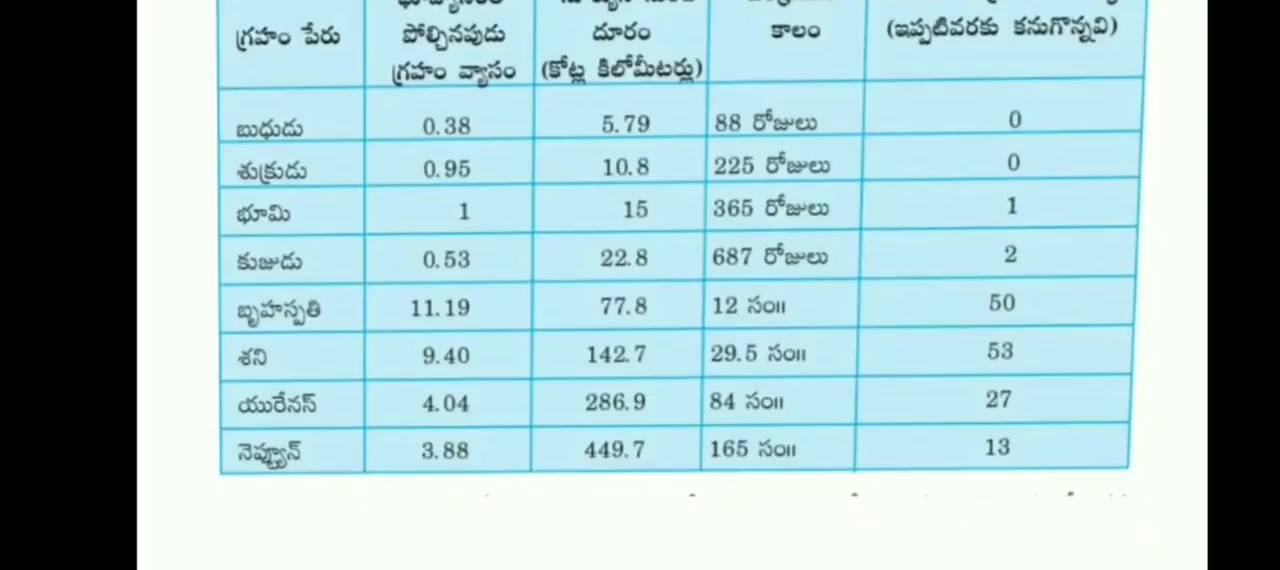 గ్రహం పేరు పోల్చినపుడు దూరం కాలం (ఇప్పటివరకు కనుగొన్నవి)
గ్రహం వ్యాసం (కోట్ల కిలోమీటర్లు)
బుధుడు 0.38 5.79 88 రోజులు 0
శుక్రుడు 0.95 10.8 225 రోజులు 0
భూమి 1 15 365 రోజులు 1
కుజుడు 0.53 22.8 687 రోజులు 2
బృహస్పతి 11.19 77.8 12 సం॥ 50
శని 9.40 142.7 29.5 సం॥ 53
యురేనస్ 4.04 286.9 84 సం॥ 27
నెప్ట్యూన్ 3.88 449.7 165 సం॥ 13